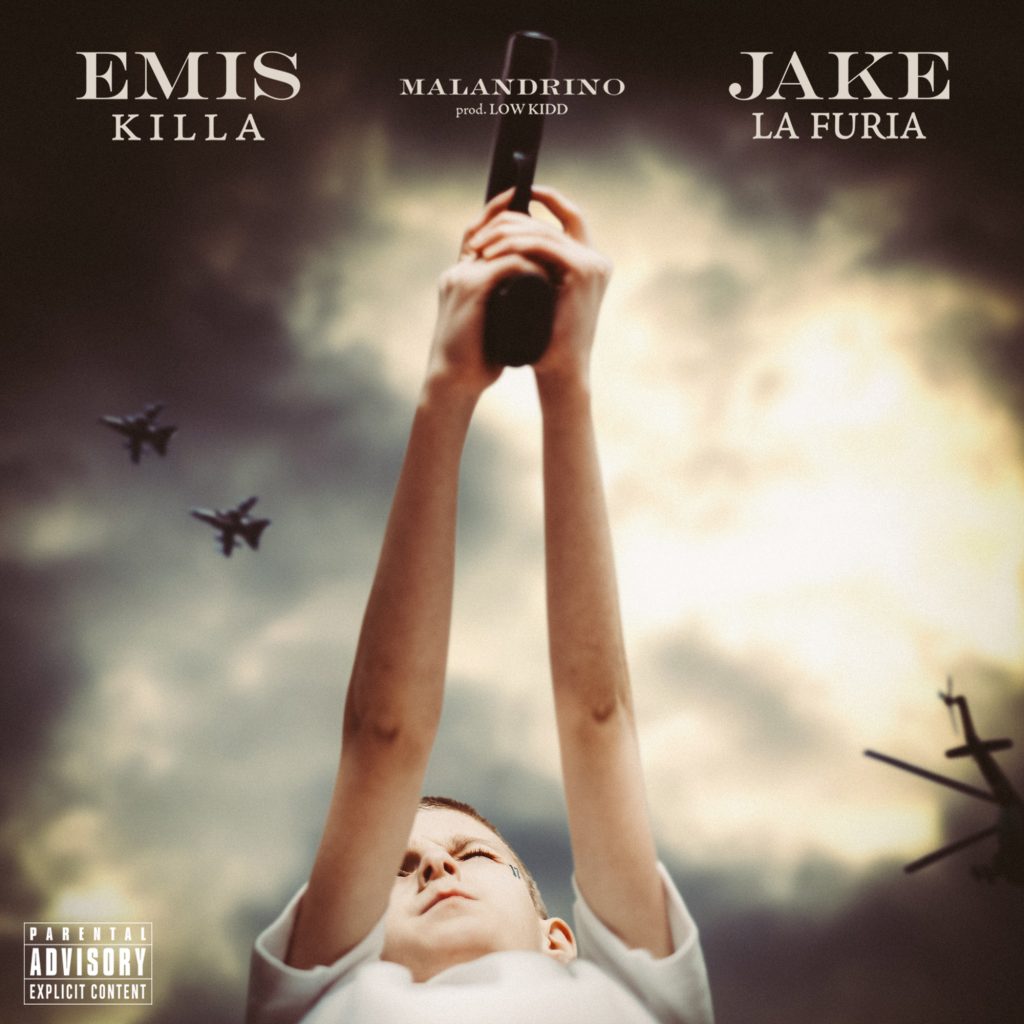 EMIS
KILLA
MALANDRINO
prod. LOW KIDD
JAKE
LA FURIA
PARENTAL
ADVISORY
EXPLICIT CONTENT